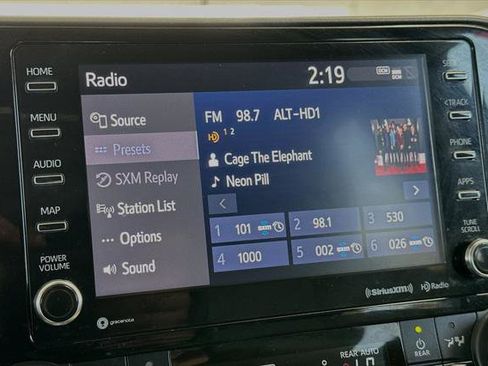 HOME
MENU
AUDIO
MAP
POWER
VOLUME
Radio
2:19
DCM
Source
Presets
SXM Replay
Station List
Options
Sound
FM 98.7 ALT-HD1
HD 1 2
Cage The Elephant
Neon Pill
1 101
2 98.1
3 530
4 1000
5 002
6 026
gracenote
SiriusXM
HD Radio
SEEK
<TRACK
PHONE
APPS
TUNE
SCROLL
REAR AUTO
REAR